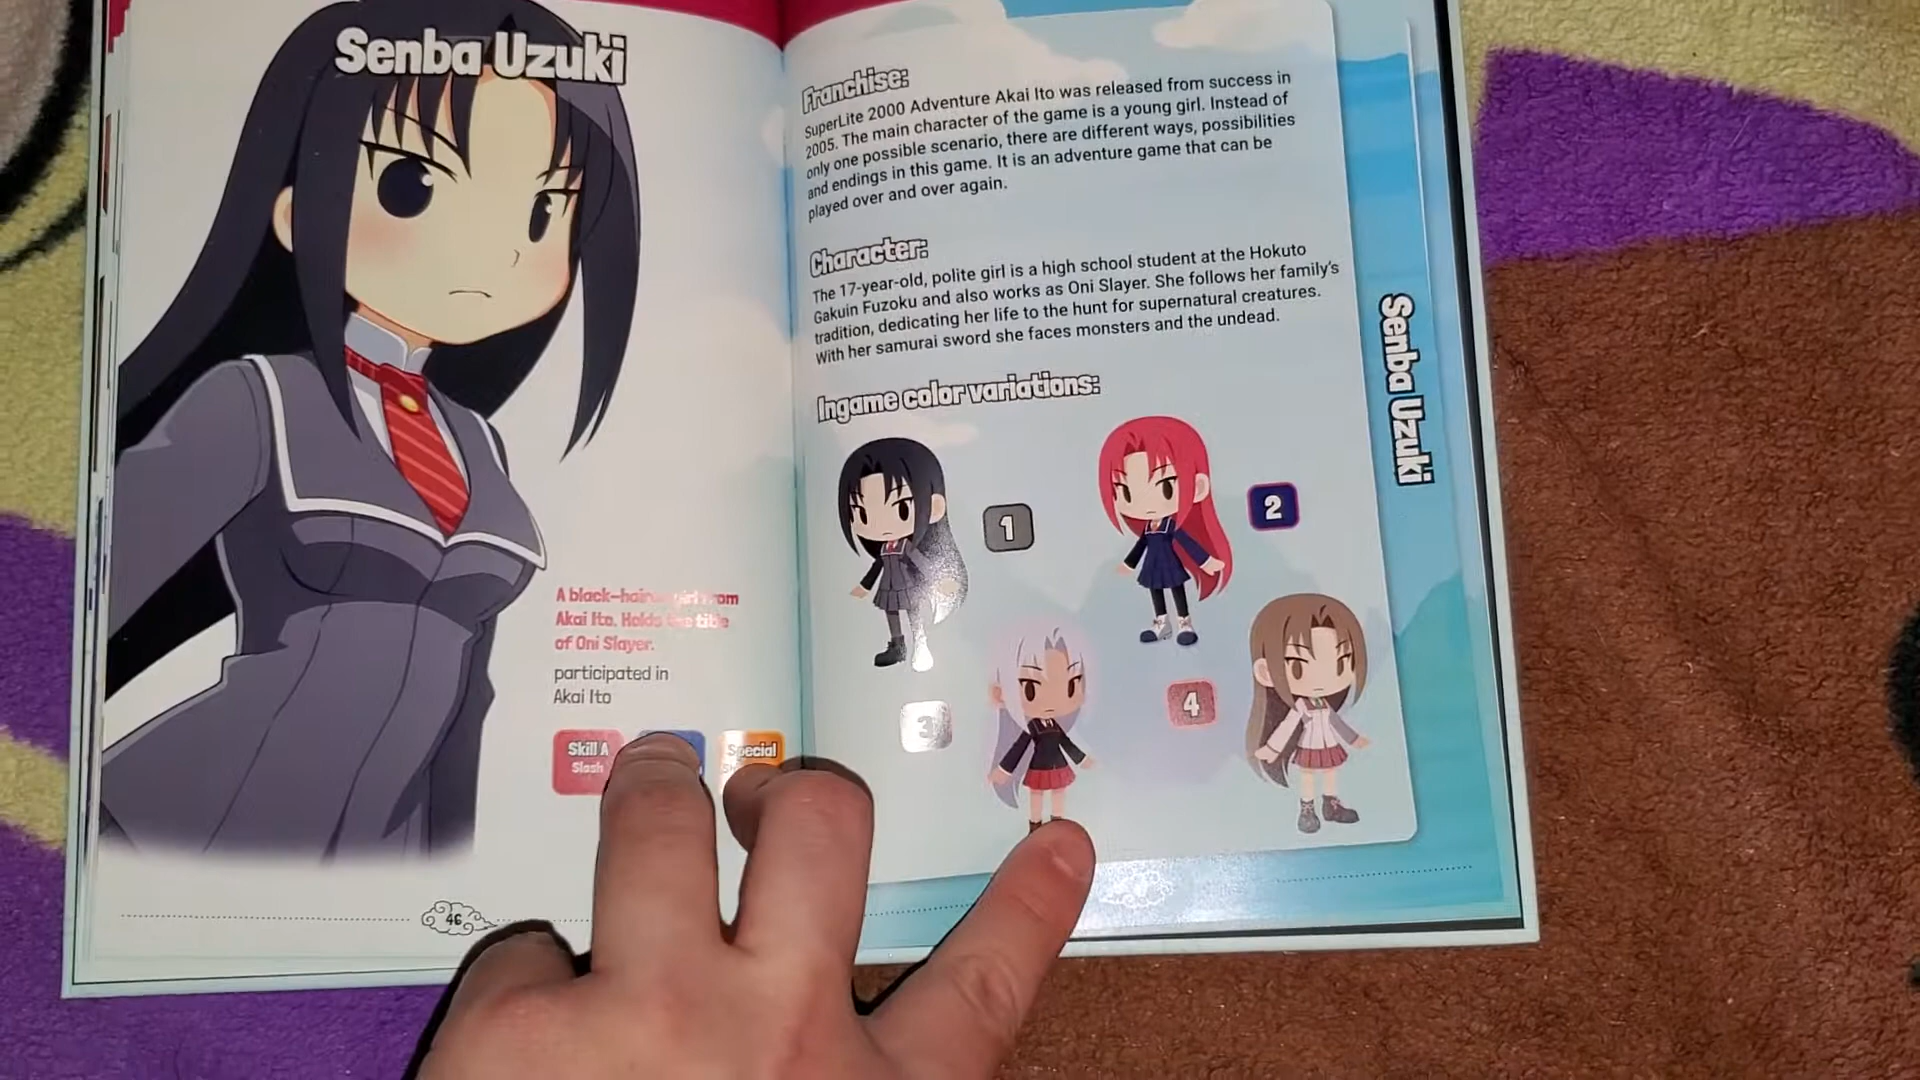 Senba Uzuki
A black-haired girl from
Akai Ito. Holds the title
of Oni Slayer.
participated in
Akai Ito
Skill A
Slash
Special
46
Franchise:
SuperLite 2000 Adventure Akai Ito was released from success in
2005. The main character of the game is a young girl. Instead of
only one possible scenario, there are different ways, possibilities
and endings in this game. It is an adventure game that can be
played over and over again.
Character:
The 17-year-old, polite girl is a high school student at the Hokuto
Gakuin Fuzoku and also works as Oni Slayer. She follows her family's
tradition, dedicating her life to the hunt for supernatural creatures.
With her samurai sword she faces monsters and the undead.
Ingame color variations:
1
2
3
4
Senba Uzuki